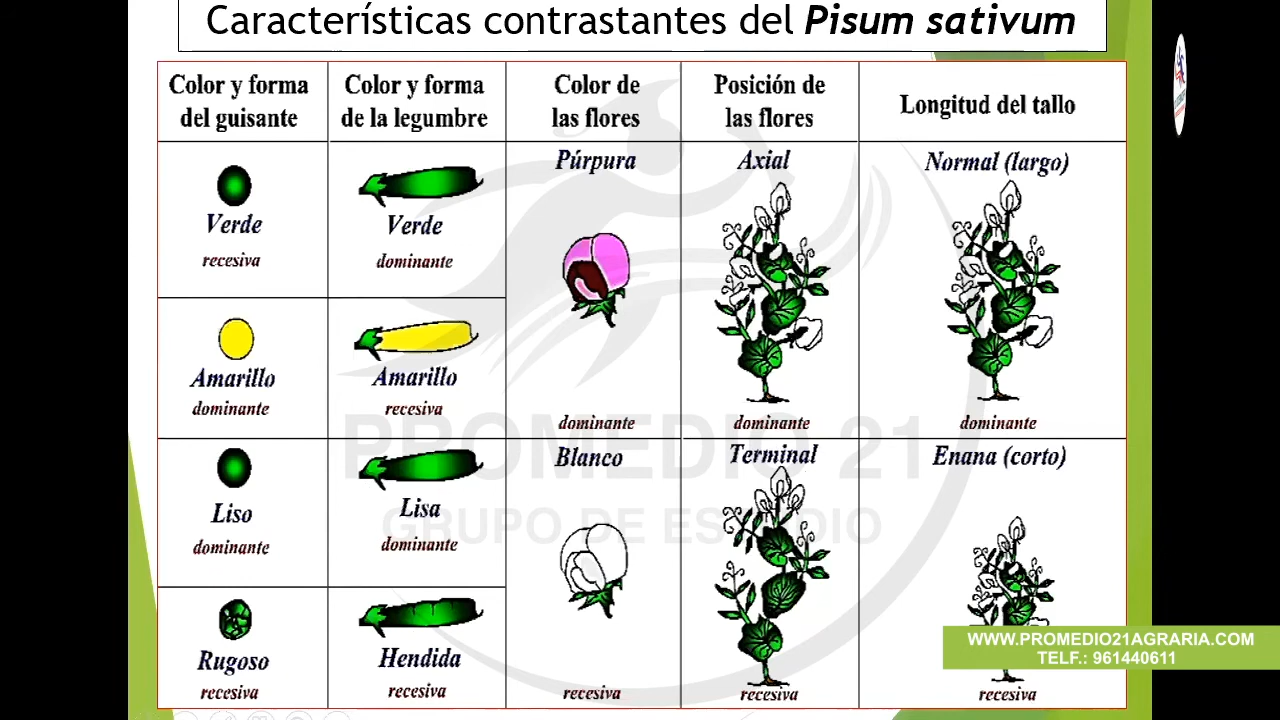 Características contrastantes del Pisum sativum
Color y forma
del guisante
Color y forma
de la legumbre
Color de
las flores
Posición de
las flores
Longitud del tallo
Verde
recesiva
Verde
dominante
Púrpura
Axial
Normal (largo)
Amarillo
dominante
Amarillo
recesiva
dominante
dominante
dominante
Liso
dominante
Lisa
dominante
Blanco
Terminal
Enana (corto)
Rugoso
recesiva
Hendida
recesiva
recesiva
recesiva
recesiva
PROMEDIO 21
GRUPO DE ESTUDIO
WWW.PROMEDIO21AGRARIA.COM
TELF.: 961440611